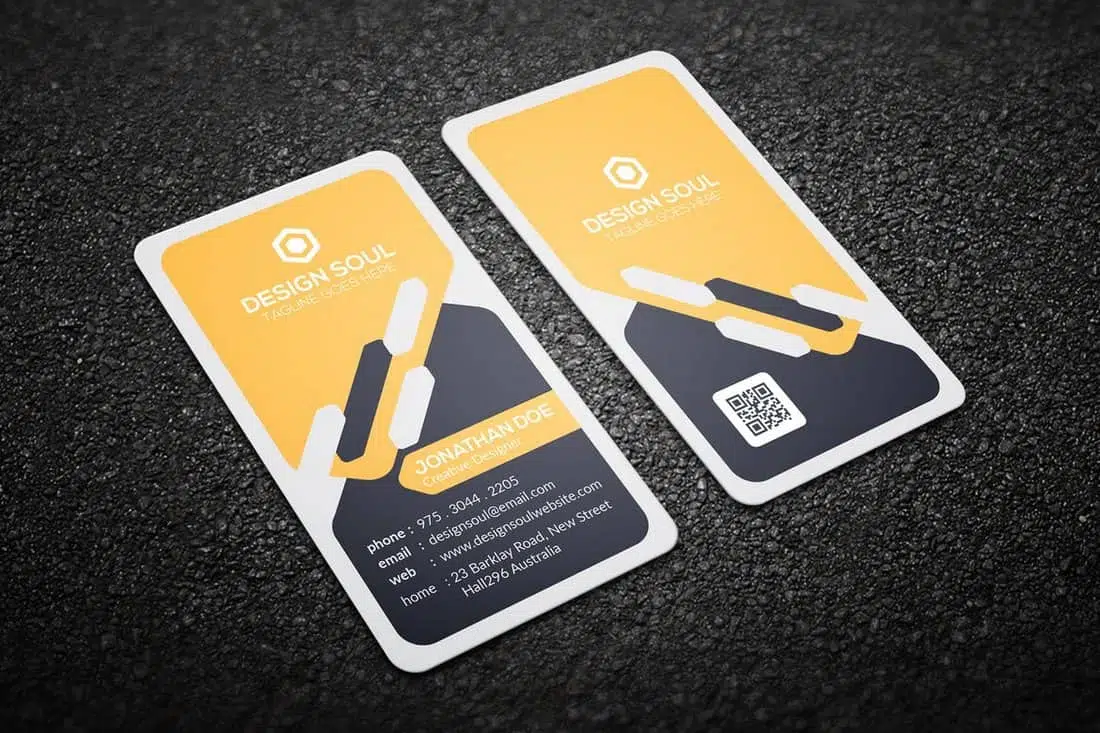 DESIGN SOUL
TAGLINE GOES HERE
JONATHAN DOE
Creative Designer
phone : 975 . 3044 . 2205
email : designsoul@email.com
web : www.designsoulwebsite.com
home : 23 Barklay Road, New Street
Hall296 Australia
DESIGN SOUL
TAGLINE GOES HERE